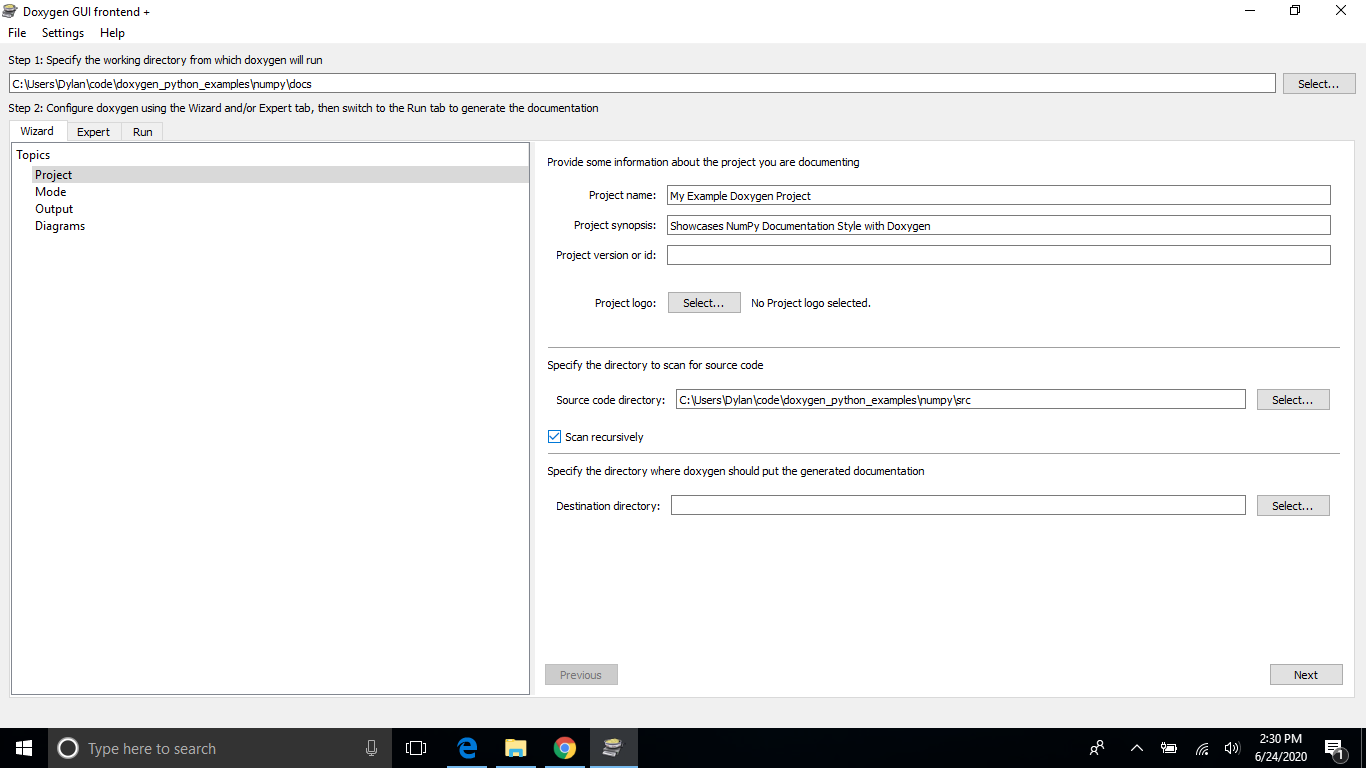 Doxygen GUI frontend +
File Settings Help
Step 1: Specify the working directory from which doxygen will run
C:\Users\Dylan\code\doxygen_python_examples\numpy\docs Select...
Step 2: Configure doxygen using the Wizard and/or Expert tab, then switch to the Run tab to generate the documentation
Wizard Expert Run
Topics
Project
Mode
Output
Diagrams
Provide some information about the project you are documenting
Project name: My Example Doxygen Project
Project synopsis: Showcases NumPy Documentation Style with Doxygen
Project version or id:
Project logo: Select... No Project logo selected.
Specify the directory to scan for source code
Source code directory: C:\Users\Dylan\code\doxygen_python_examples\numpy\src Select...
Scan recursively
Specify the directory where doxygen should put the generated documentation
Destination directory: Select...
Previous Next
Type here to search
2:30 PM
6/24/2020
1